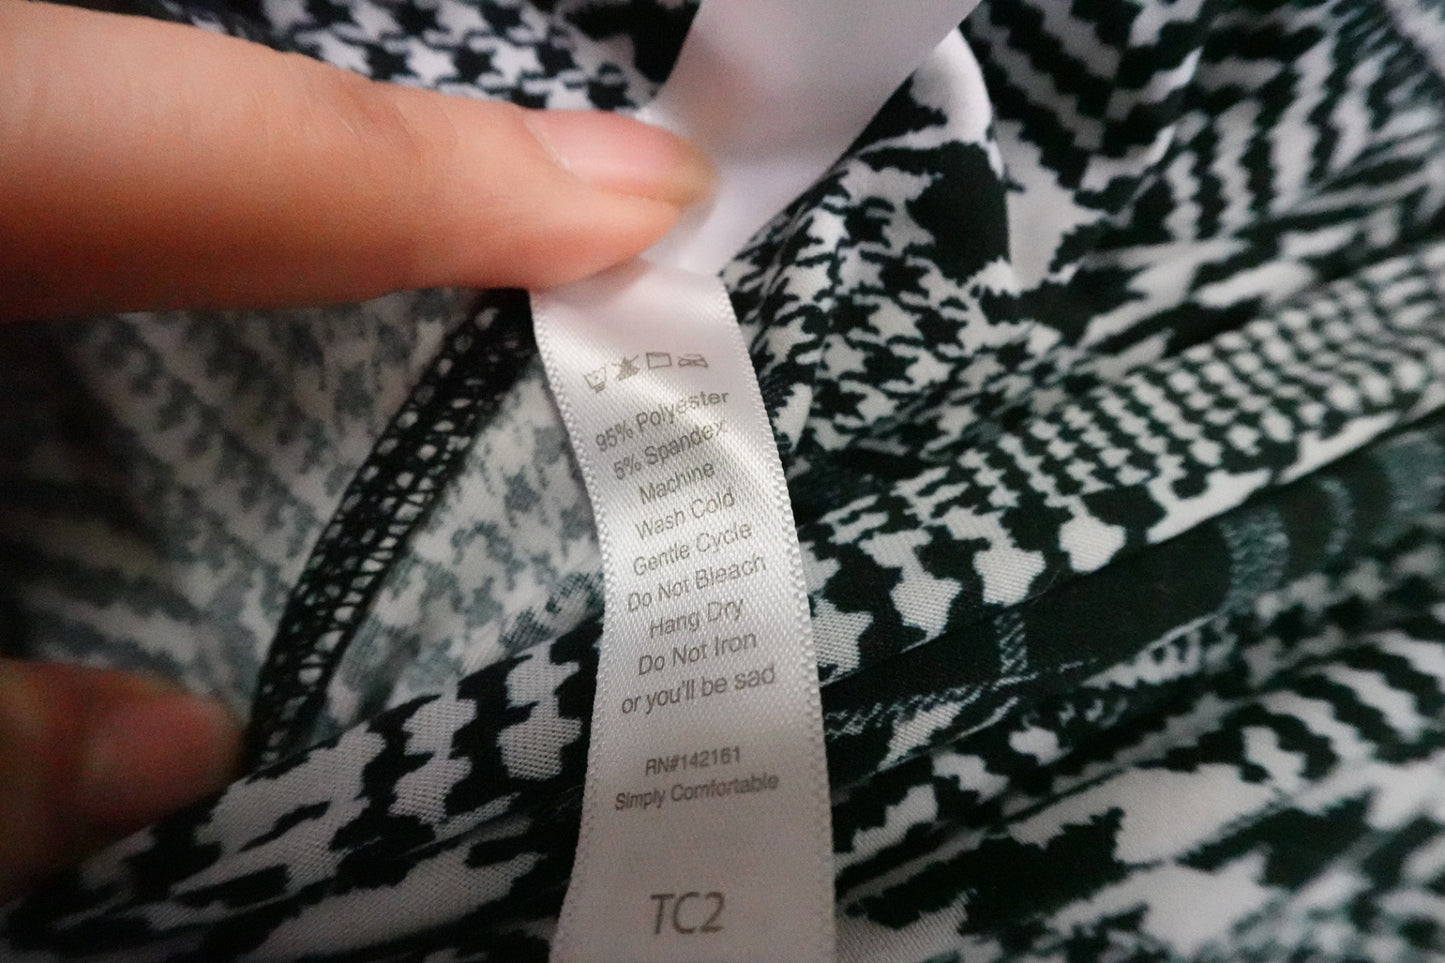 95% Polyester
5% Spandex
Machine
Wash Cold
Gentle Cycle
Do Not Bleach
Hang Dry
Do Not Iron
or you'll be sad
RN#142161
Simply Comfortable
TC2